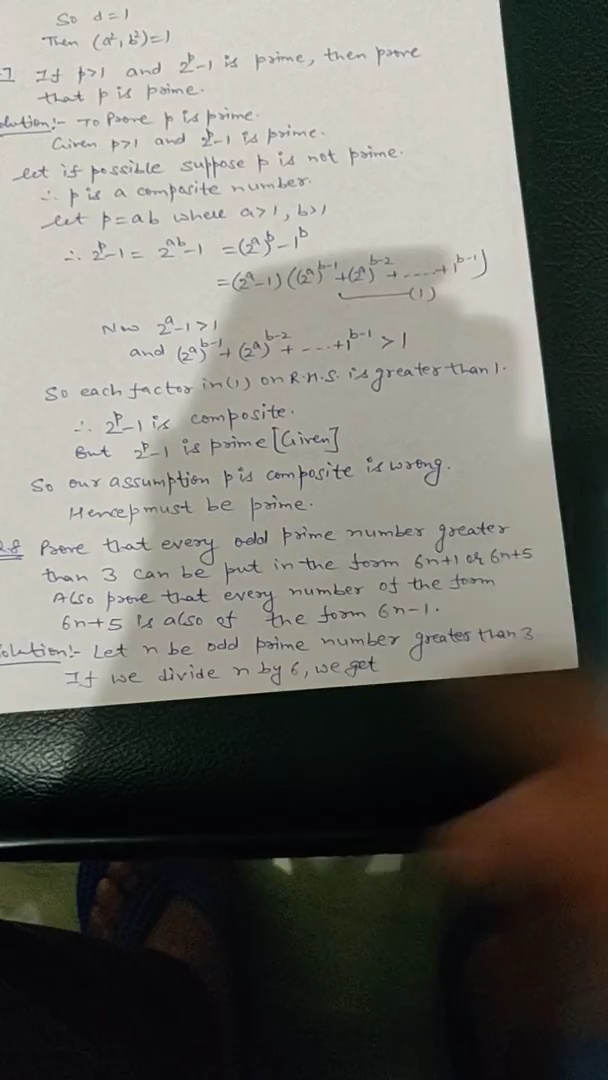 So d=1
Then (a², b²)=1
7 If p>1 and 2^p-1 is prime, then prove
that p is prime.
lution:- To Prove p is prime.
Given p>1 and 2^p-1 is prime.
let if possible suppose p is not prime.
∴ p is a composite number.
let p=ab where a>1, b>1
∴ 2^p-1 = 2^ab-1 = (2^a)^b-1^b
=(2^a-1)((2^a)^b-1+(2^a)^b-2+.....+1^b-1)
(1)
Now 2^a-1>1
and (2^a)^b-1+(2^a)^b-2+---+1^b-1>1
So each factor in (1) on R.H.S. is greater than 1.
∴ 2^p-1 is composite.
But 2^p-1 is prime [Given]
So our assumption p is composite is wrong.
Hence p must be prime.
8 Prove that every odd prime number greater
than 3 can be put in the form 6n+1 or 6n+5
Also prove that every number of the form
6n+5 is also of the form 6n-1.
olution:- Let n be odd prime number greater than 3
If we divide n by 6, we get